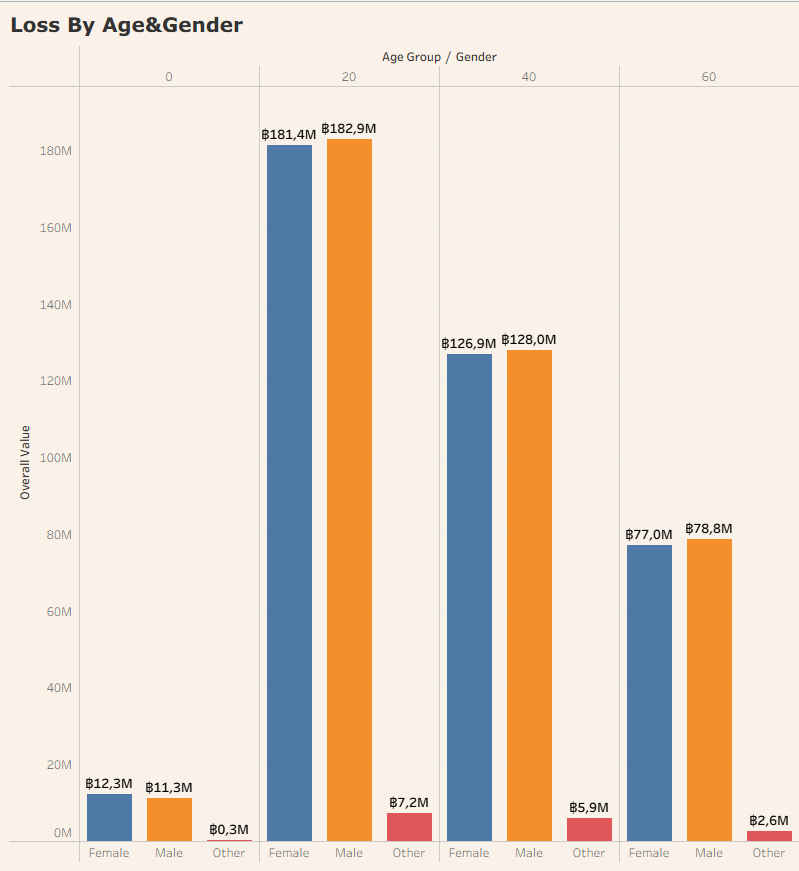 Loss By Age&Gender
Age Group / Gender
0 20 40 60
Overall Value
180M
160M
140M
120M
100M
80M
60M
40M
20M
0M
฿12,3M ฿11,3M ฿0,3M
฿181,4M ฿182,9M ฿7,2M
฿126,9M ฿128,0M ฿5,9M
฿77,0M ฿78,8M ฿2,6M
Female Male Other Female Male Other Female Male Other Female Male Other